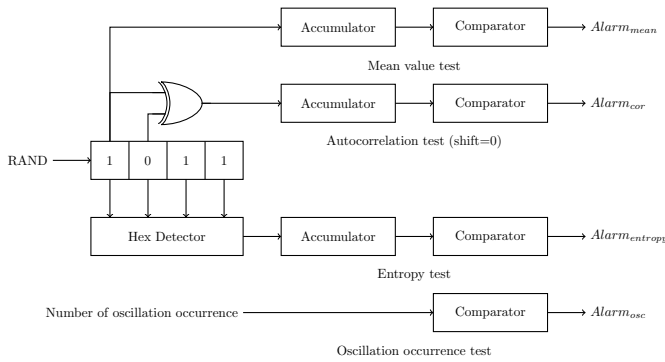 Accumulator Comparator Alarm_mean
Mean value test
Accumulator Comparator Alarm_cor
Autocorrelation test (shift=0)
RAND 1 0 1 1
Hex Detector Accumulator Comparator Alarm_entropy
Entropy test
Number of oscillation occurrence Comparator Alarm_osc
Oscillation occurrence test